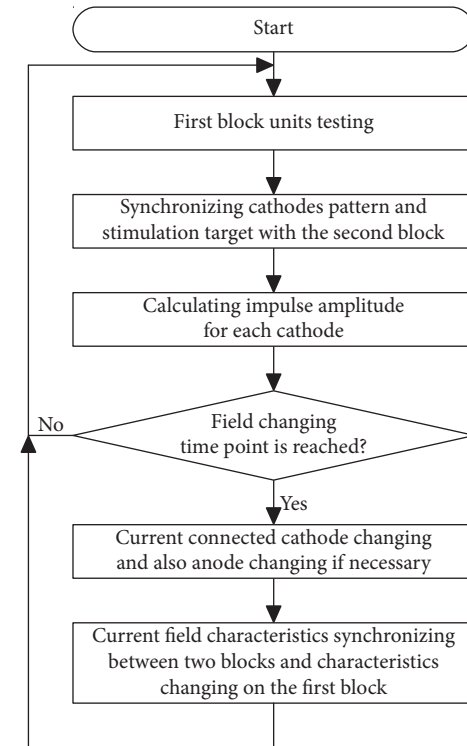 Start
First block units testing
Synchronizing cathodes pattern and
stimulation target with the second block
Calculating impulse amplitude
for each cathode
Field changing
time point is reached?
No
Yes
Current connected cathode changing
and also anode changing if necessary
Current field characteristics synchronizing
between two blocks and characteristics
changing on the first block